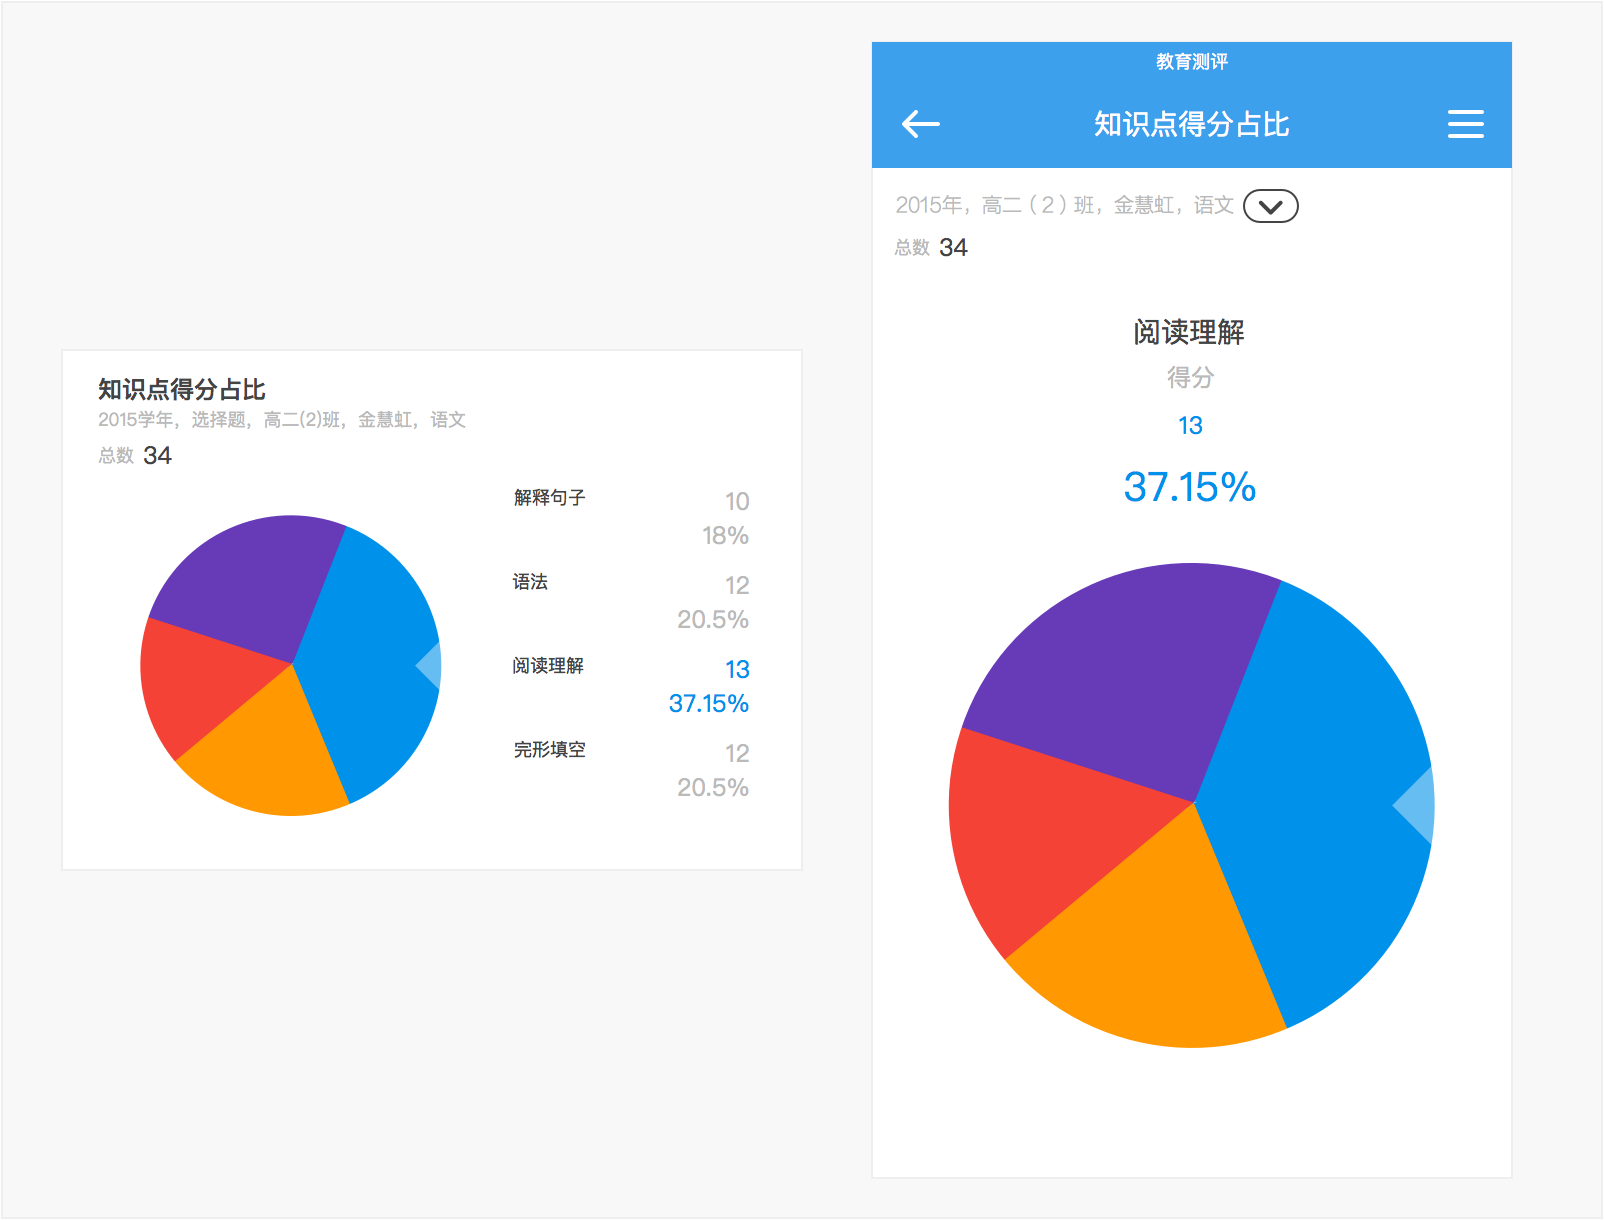 知识点得分占比
2015学年，选择题，高二(2)班，金慧虹，语文
总数 34
解释句子 10
18%
语法 12
20.5%
阅读理解 13
37.15%
完形填空 12
20.5%
教育测评
知识点得分占比
2015年，高二（2）班，金慧虹，语文
总数 34
阅读理解
得分
13
37.15%